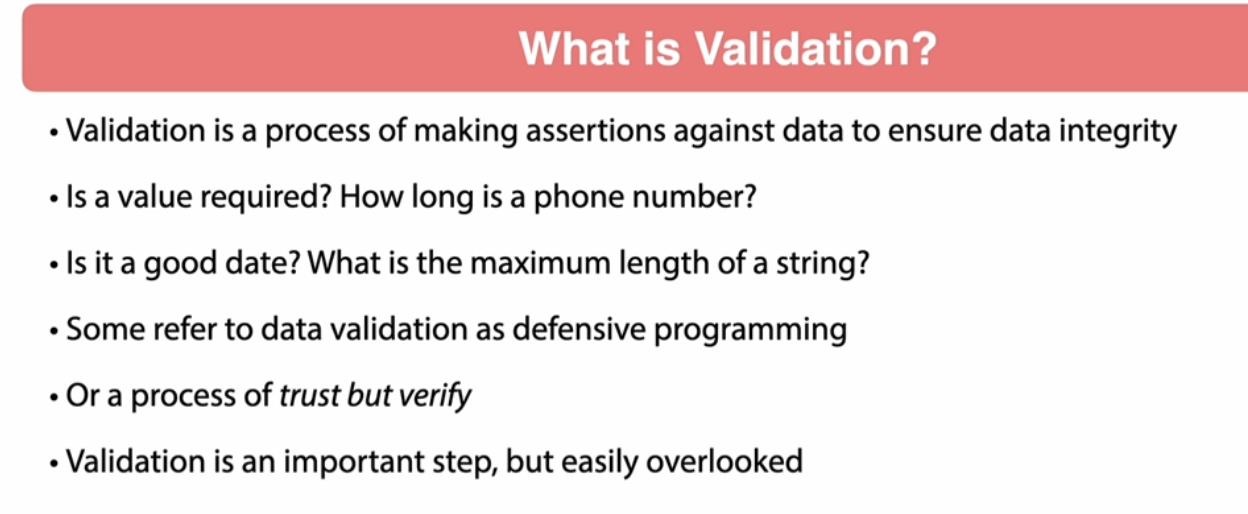 What is Validation?
• Validation is a process of making assertions against data to ensure data integrity
• Is a value required? How long is a phone number?
• Is it a good date? What is the maximum length of a string?
• Some refer to data validation as defensive programming
• Or a process of trust but verify
• Validation is an important step, but easily overlooked